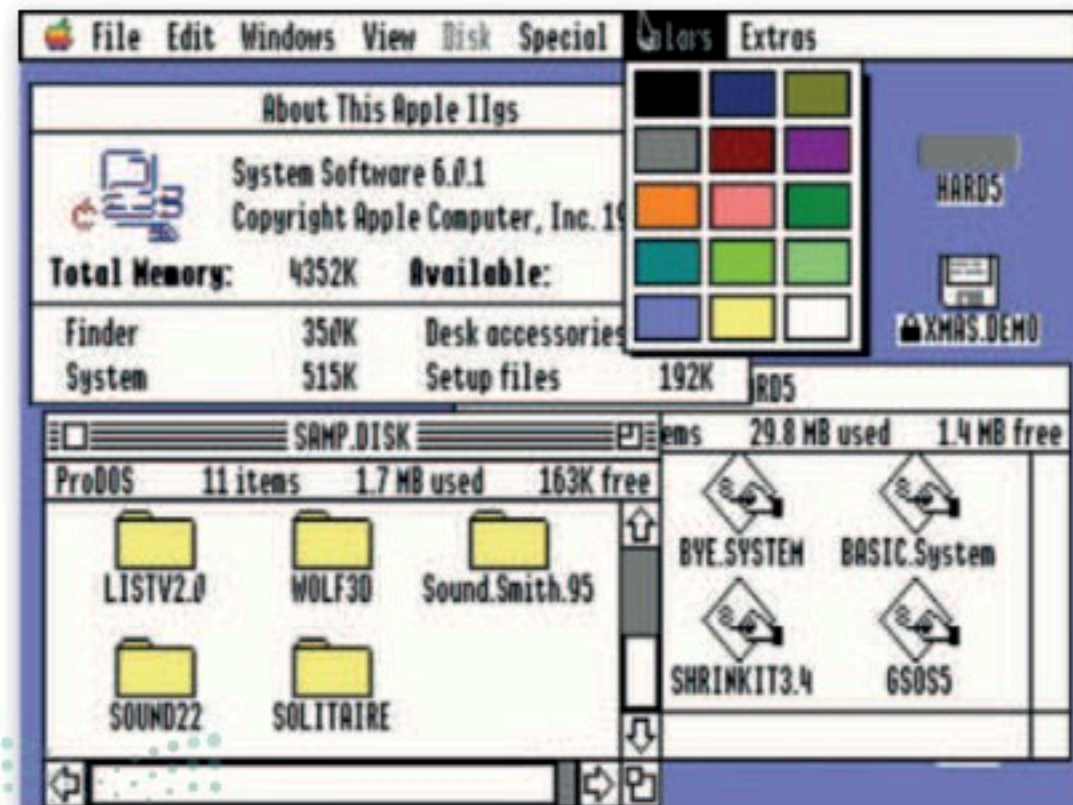 File Edit Windows View Disk Special Colors Extras
About This Apple IIgs
System Software 6.0.1
Copyright Apple Computer, Inc. 19
Total Memory: 4352K Available:
Finder 350K Desk accessories
System 515K Setup files 192K
HARD5
XMAS.DEMO
RD5
SAMP.DISK
ems 29.8 MB used 1.4 MB free
ProDOS 11 items 1.7 MB used 163K free
LISTV2.0 WOLF3D Sound.Smith.95
BYE.SYSTEM BASIC.System
SOUND22 SOLITAIRE
SHRINKIT3.4 GSOS5